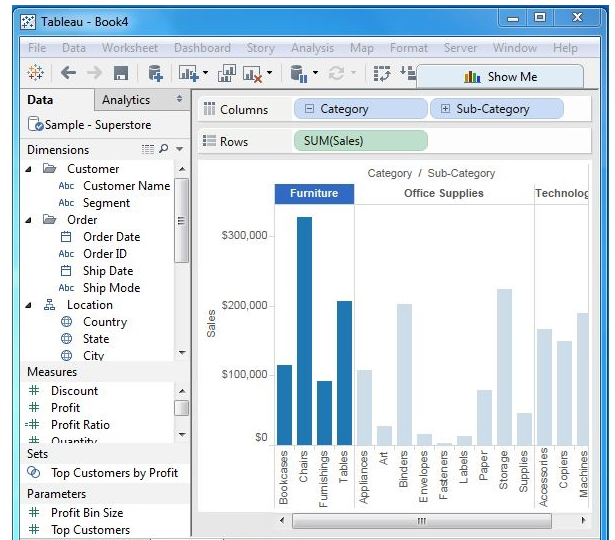 Tableau - Book4
File Data Worksheet Dashboard Story Analysis Map Format Server Window Help
Show Me
Data Analytics
Sample - Superstore
Dimensions
Customer
Abc Customer Name
Abc Segment
Order
Order Date
Abc Order ID
Ship Date
Abc Ship Mode
Location
Country
State
City
Measures
# Discount
# Profit
=# Profit Ratio
# Quantity
Sets
Top Customers by Profit
Parameters
# Profit Bin Size
# Top Customers
Columns Category Sub-Category
Rows SUM(Sales)
Category / Sub-Category
Furniture Office Supplies Technolog
Sales
$300,000
$200,000
$100,000
$0
Bookcases
Chairs
Furnishings
Tables
Appliances
Art
Binders
Envelopes
Fasteners
Labels
Paper
Storage
Supplies
Accessories
Copiers
Machines